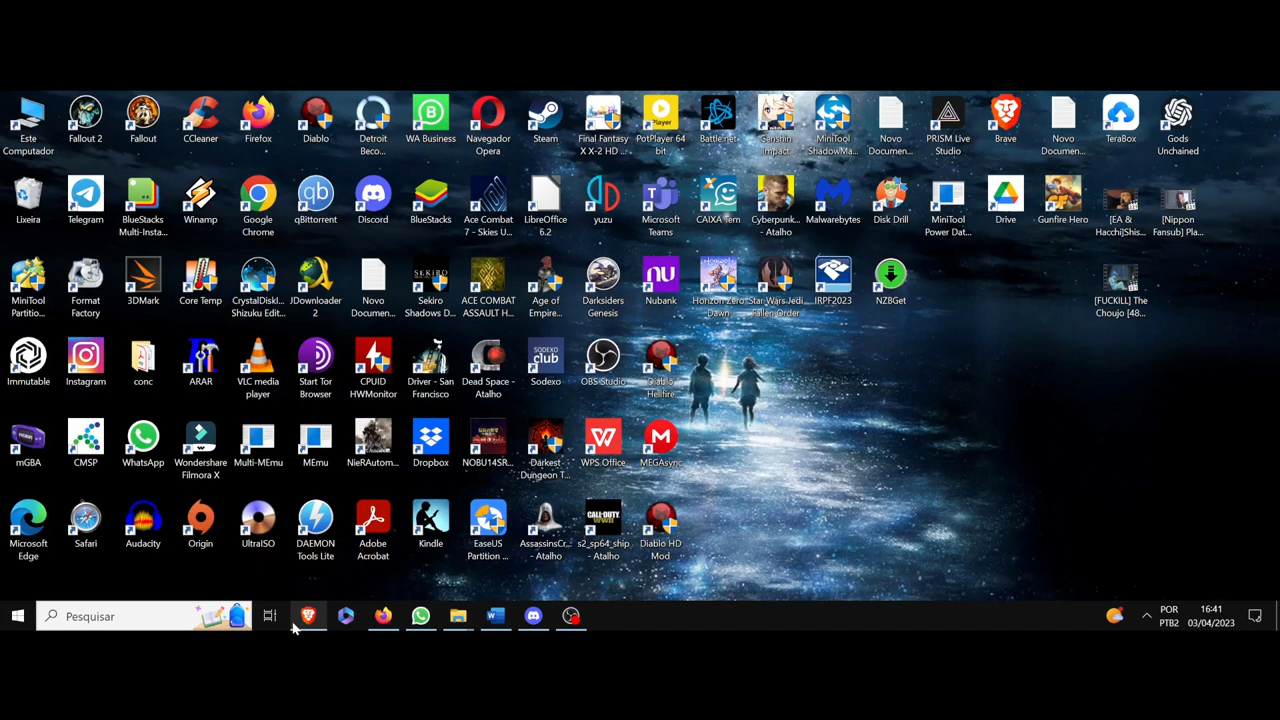 Este
Computador
Fallout 2
Fallout
CCleaner
Firefox
Diablo
Detroit
Beco...
WA Business
Navegador
Opera
Steam
Final Fantasy
X X-2 HD ...
PotPlayer 64
bit
Battle.net
Genshin
Impact
MiniTool
ShadowMa...
Novo
Documen...
PRISM Live
Studio
Brave
Novo
Documen...
TeraBox
Gods
Unchained
Lixeira
Telegram
BlueStacks
Multi-Insta...
Winamp
Google
Chrome
qBittorrent
Discord
BlueStacks
Ace Combat
7 - Skies U...
LibreOffice
6.2
yuzu
Microsoft
Teams
CAIXA Tem
Cyberpunk...
- Atalho
Malwarebytes
Disk Drill
MiniTool
Power Dat...
Drive
Gunfire Hero
[EA &
Hacchi]Shis...
[Nippon
Fansub] Pla...
MiniTool
Partitio...
Format
Factory
3DMark
Core Temp
CrystalDiskI...
Shizuku Edit...
JDownloader
2
Novo
Documen...
Sekiro
Shadows D...
ACE COMBAT
ASSAULT H...
Age of
Empire...
Darksiders
Genesis
Nubank
Horizon Zero
Dawn
Star Wars Jedi
Fallen Order
IRPF2023
NZBGet
[FUCKILL] The
Choujo [48...
Immutable
Instagram
conc
ARAR
VLC media
player
Start Tor
Browser
CPUID
HWMonitor
Driver - San
Francisco
Dead Space -
Atalho
Sodexo
OBS Studio
Diablo
Hellfire
mGBA
CMSP
WhatsApp
Wondershare
Filmora X
Multi-MEmu
MEmu
NieRAutom...
Dropbox
NOBU14SR...
Darkest
Dungeon T...
WPS Office
MEGAsync
Microsoft
Edge
Safari
Audacity
Origin
UltraISO
DAEMON
Tools Lite
Adobe
Acrobat
Kindle
EaseUS
Partition ...
AssassinsCr...
- Atalho
s2_sp64_ship
- Atalho
Diablo HD
Mod
Pesquisar
POR
PTB2
16:41
03/04/2023